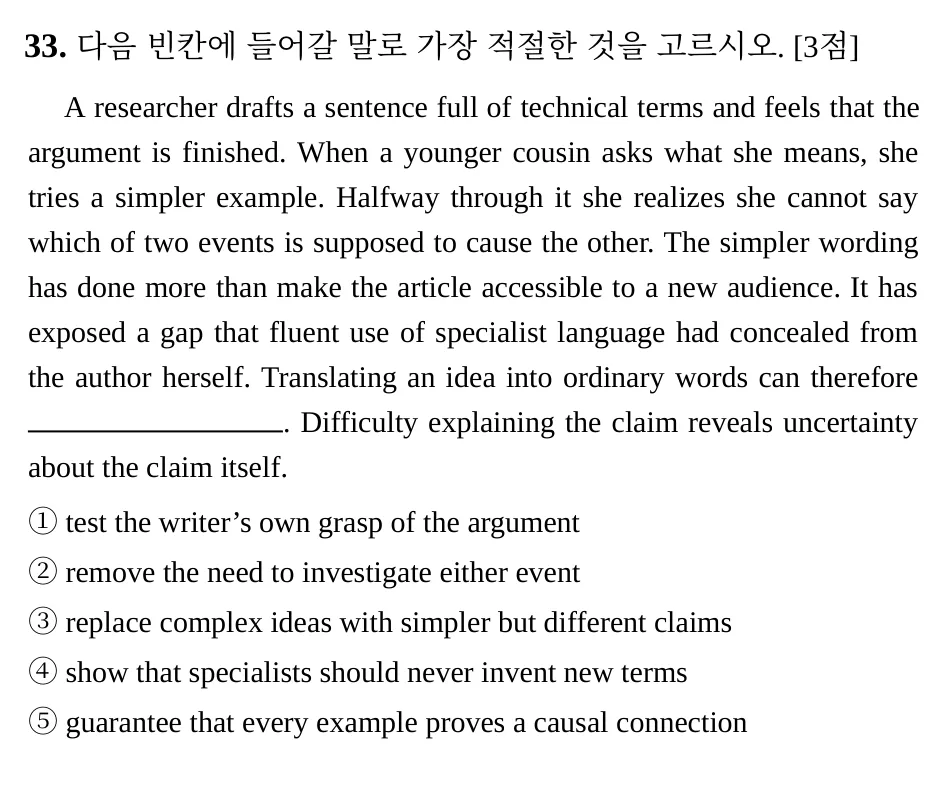 33. 다음 빈칸에 들어갈 말로 가장 적절한 것을 고르시오. [3점]
A researcher drafts a sentence full of technical terms and feels that the
argument is finished. When a younger cousin asks what she means, she
tries a simpler example. Halfway through it she realizes she cannot say
which of two events is supposed to cause the other. The simpler wording
has done more than make the article accessible to a new audience. It has
exposed a gap that fluent use of specialist language had concealed from
the author herself. Translating an idea into ordinary words can therefore
_________________. Difficulty explaining the claim reveals uncertainty
about the claim itself.
① test the writer’s own grasp of the argument
② remove the need to investigate either event
③ replace complex ideas with simpler but different claims
④ show that specialists should never invent new terms
⑤ guarantee that every example proves a causal connection